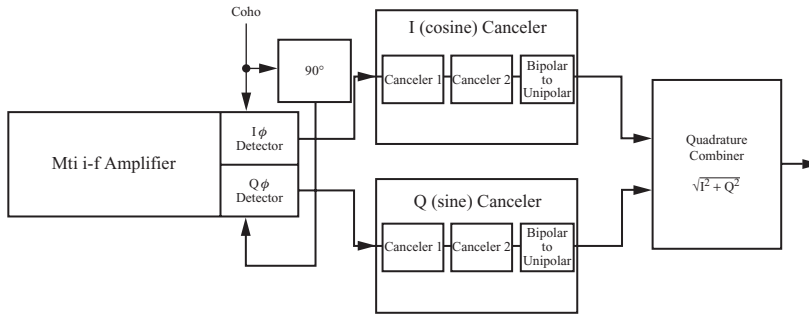 Coho
90°
I (cosine) Canceler
Canceler 1
Canceler 2
Bipolar
to
Unipolar
Mti i-f Amplifier
I ϕ
Detector
Q ϕ
Detector
Quadrature
Combiner
√I² + Q²
Q (sine) Canceler
Canceler 1
Canceler 2
Bipolar
to
Unipolar